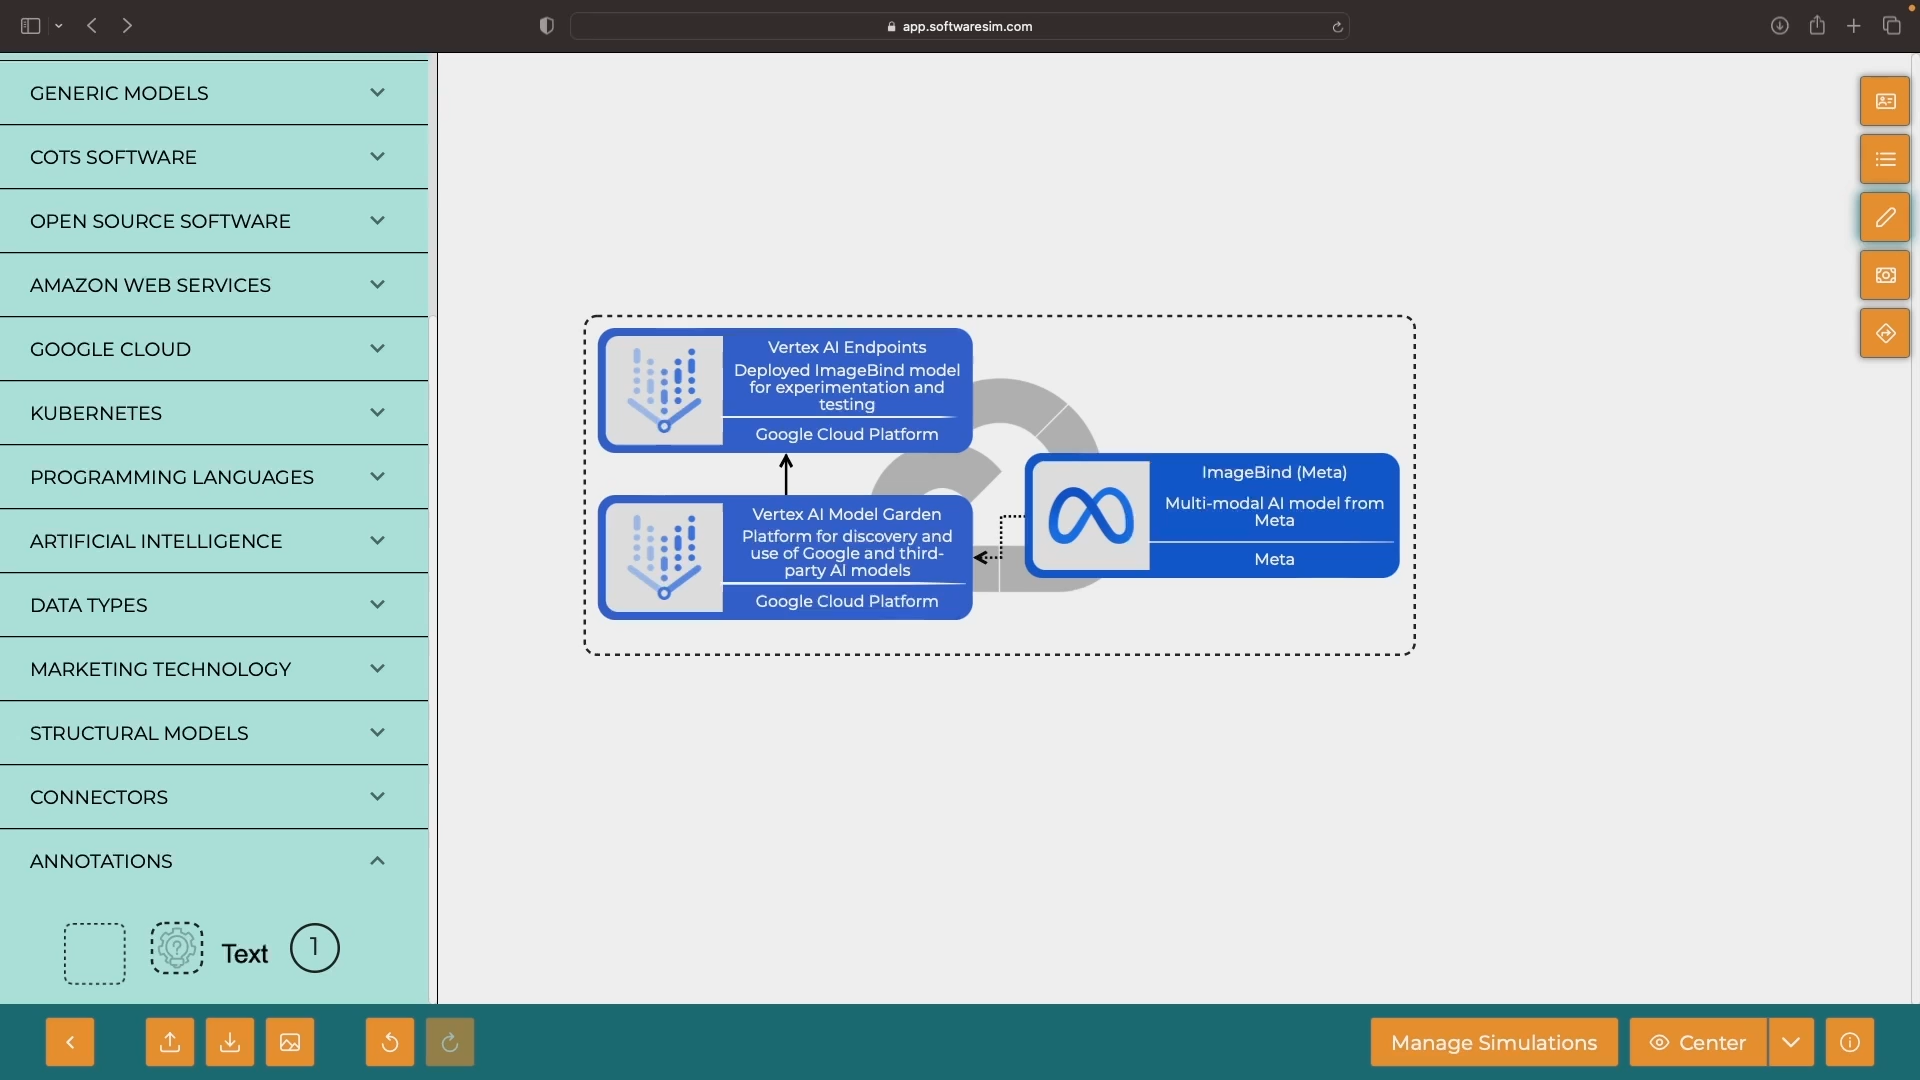 app.softwaresim.com
GENERIC MODELS
COTS SOFTWARE
OPEN SOURCE SOFTWARE
AMAZON WEB SERVICES
GOOGLE CLOUD
KUBERNETES
PROGRAMMING LANGUAGES
ARTIFICIAL INTELLIGENCE
DATA TYPES
MARKETING TECHNOLOGY
STRUCTURAL MODELS
CONNECTORS
ANNOTATIONS
Text
1
Vertex AI Endpoints
Deployed ImageBind model
for experimentation and
testing
Google Cloud Platform
Vertex AI Model Garden
Platform for discovery and
use of Google and third-
party AI models
Google Cloud Platform
ImageBind (Meta)
Multi-modal AI model from
Meta
Meta
Manage Simulations
Center